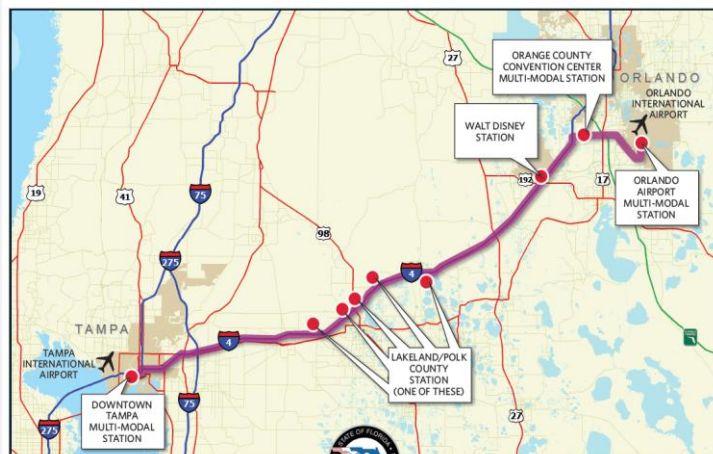 27
ORANGE COUNTY
CONVENTION CENTER
MULTI-MODAL STATION
ORLANDO
ORLANDO
INTERNATIONAL
AIRPORT
WALT DISNEY
STATION
192
17
ORLANDO
AIRPORT
MULTI-MODAL
STATION
19
41
75
98
275
4
TAMPA
TAMPA
INTERNATIONAL
AIRPORT
4
LAKELAND/POLK
COUNTY
STATION
(ONE OF THESE)
DOWNTOWN
TAMPA
MULTI-MODAL
STATION
75
27
275
STATE OF FLORIDA